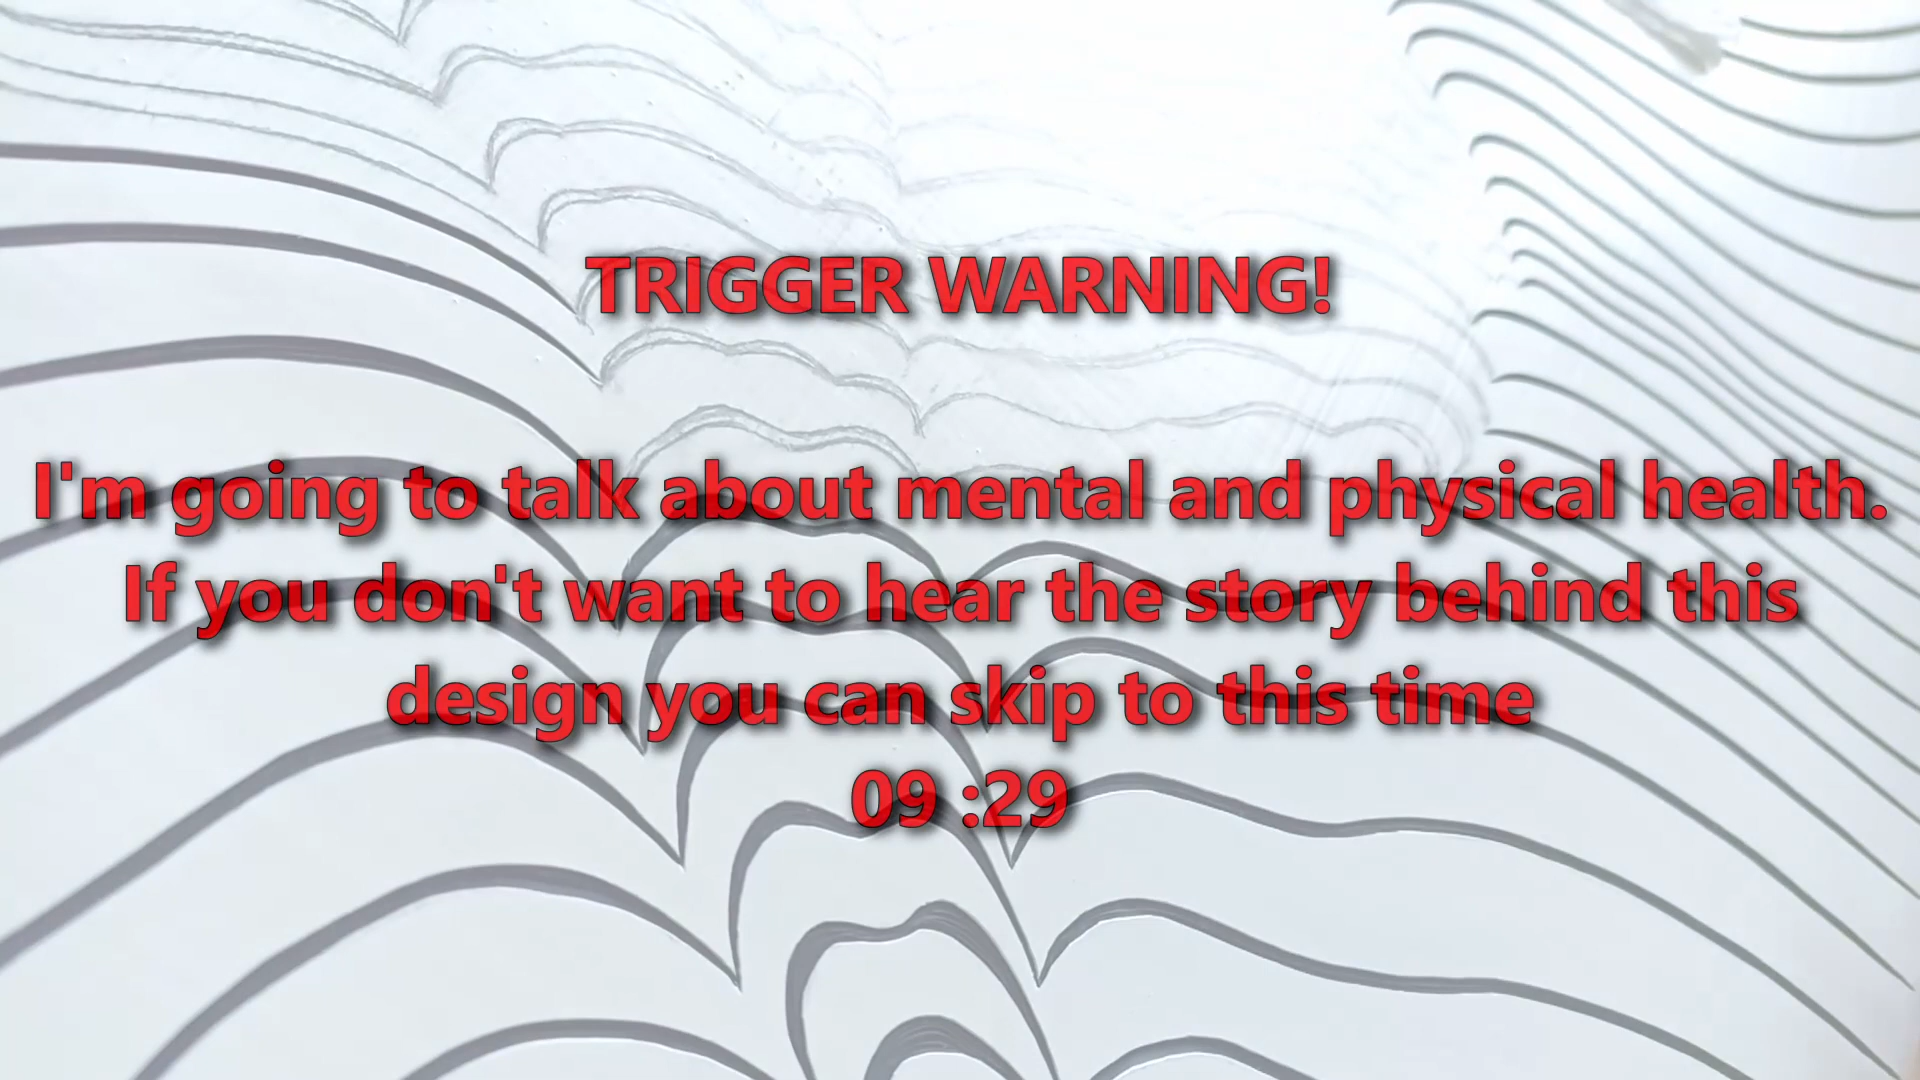 TRIGGER WARNING!
I'm going to talk about mental and physical health.
If you don't want to hear the story behind this
design you can skip to this time
09 :29